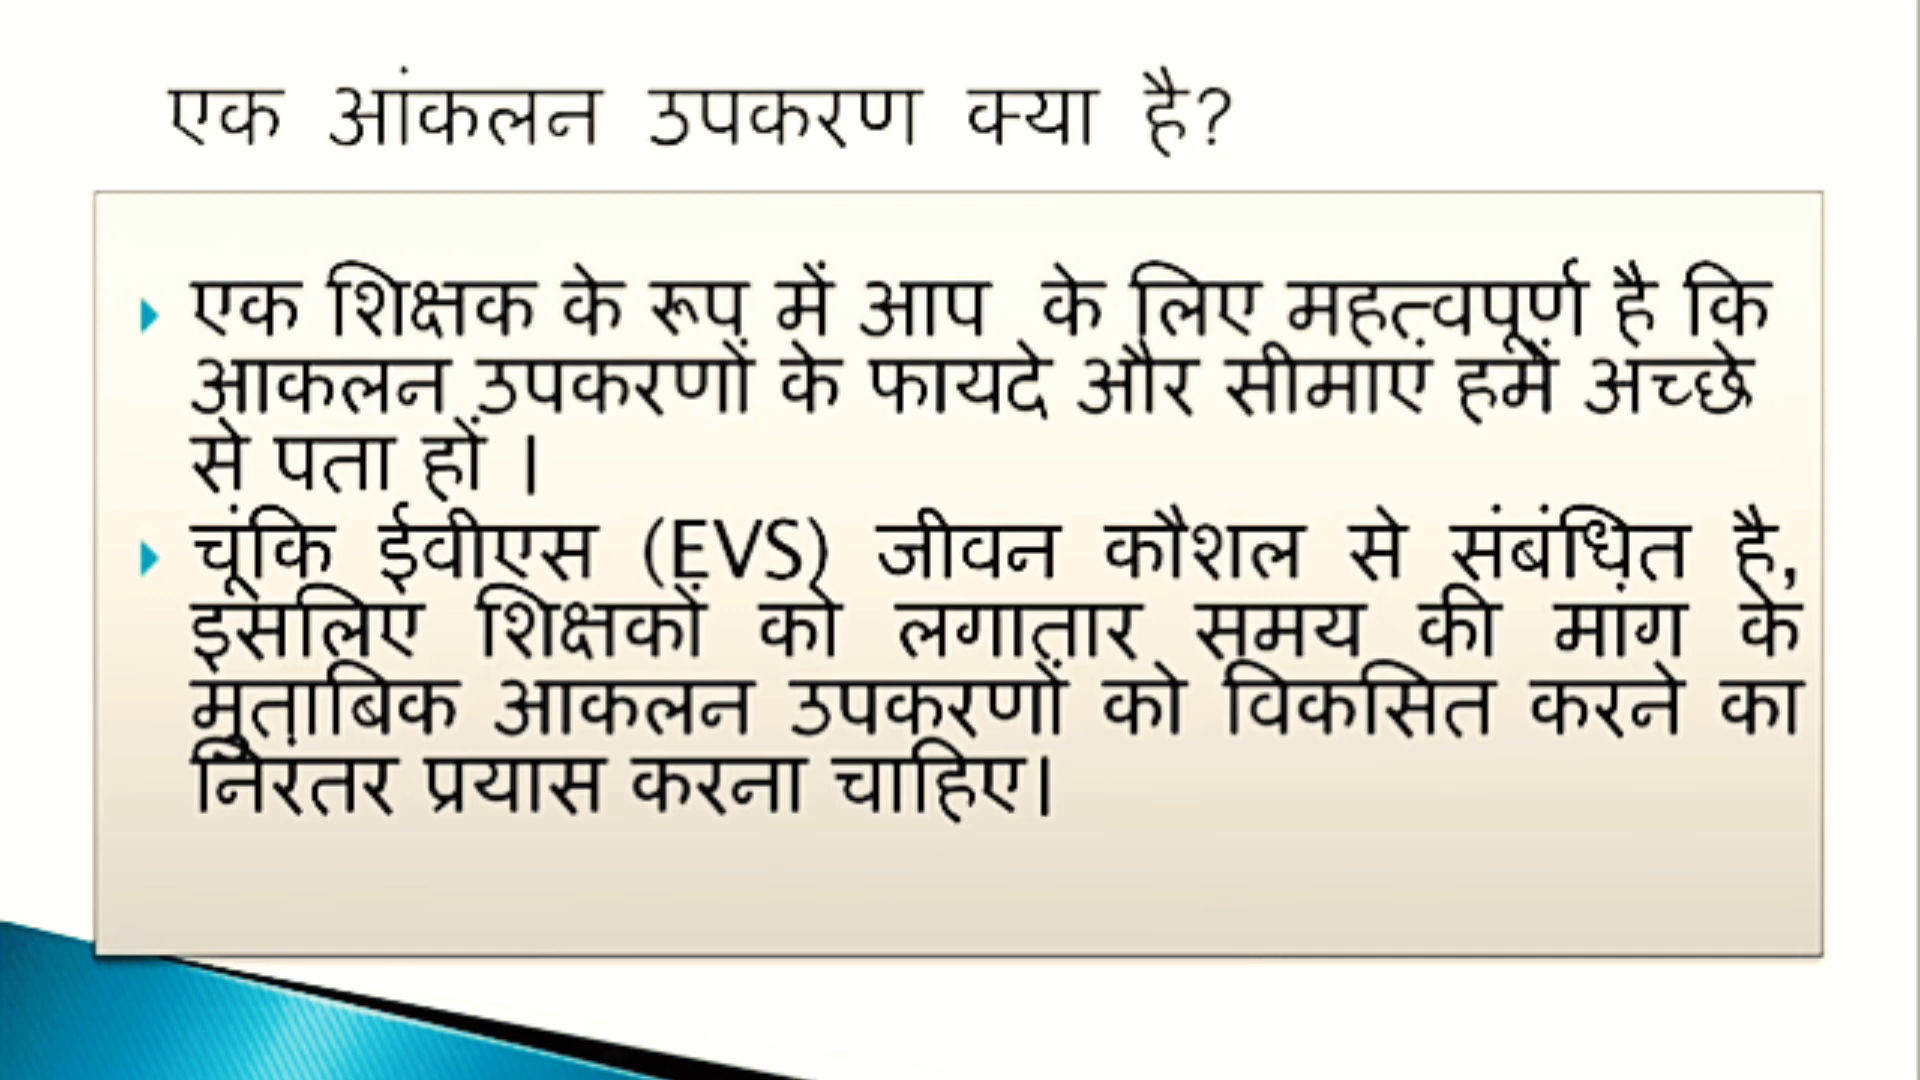 एक आंकलन उपकरण क्या है?
एक शिक्षक के रूप में आप के लिए महत्वपूर्ण है कि
आकलन उपकरणों के फायदे और सीमाएं हमें अच्छे
से पता हों ।
चूंकि ईवीएस (EVS) जीवन कौशल से संबंधित है,
इसलिए शिक्षकों को लगातार समय की मांग के
मुताबिक आकलन उपकरणों को विकसित करने का
निरंतर प्रयास करना चाहिए।